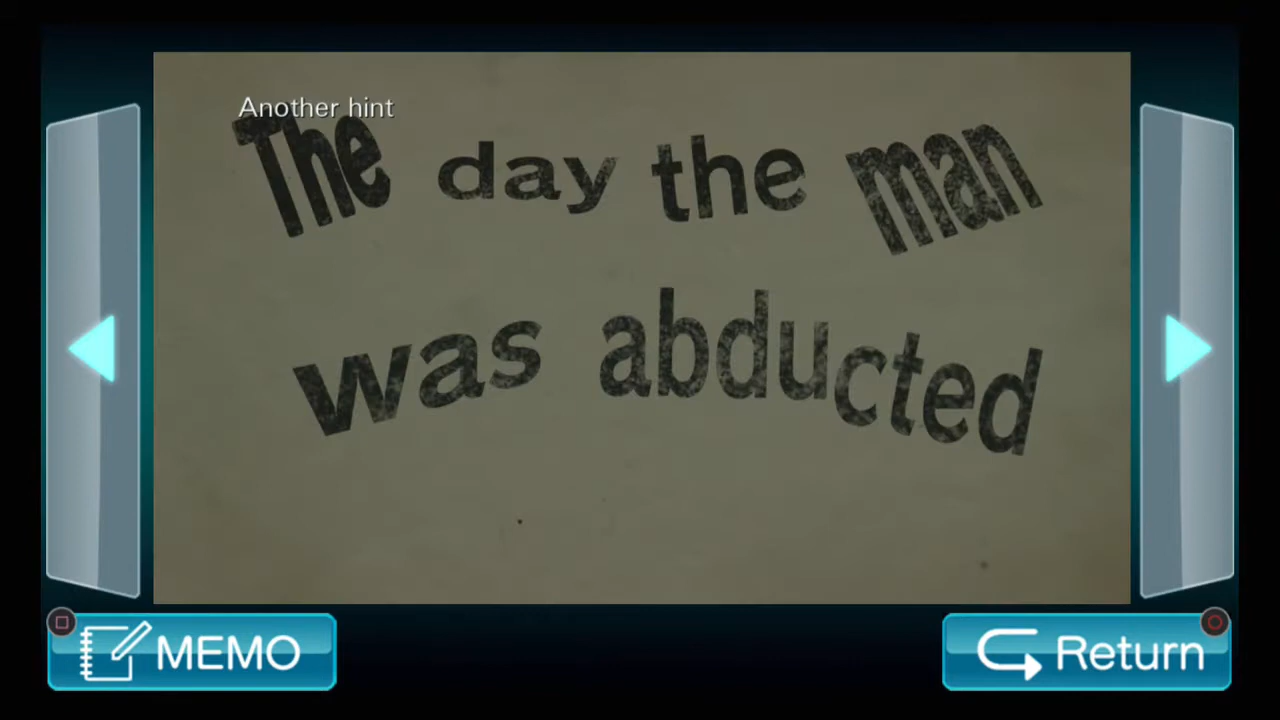 Another hint
The day the man
was abducted
MEMO
Return